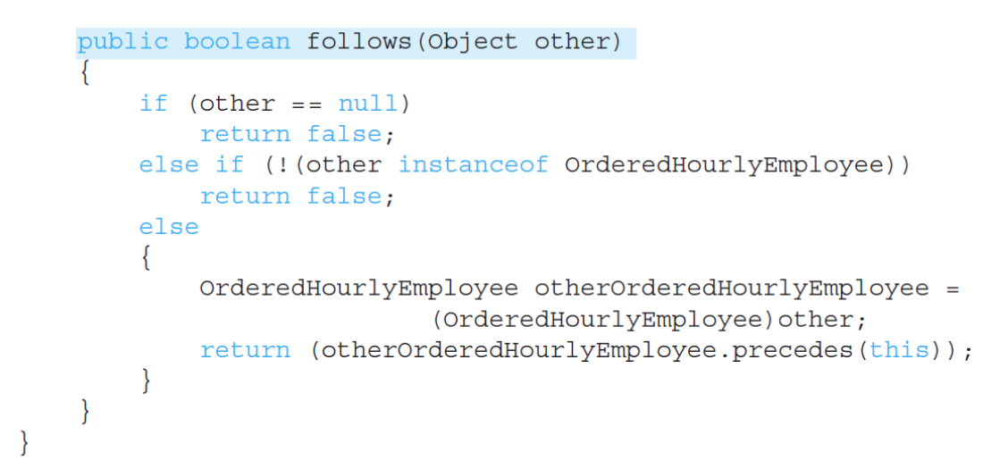 public boolean follows(Object other)
{
if (other == null)
return false;
else if (!(other instanceof OrderedHourlyEmployee))
return false;
else
{
OrderedHourlyEmployee otherOrderedHourlyEmployee =
(OrderedHourlyEmployee)other;
return (otherOrderedHourlyEmployee.precedes(this));
}
}
}